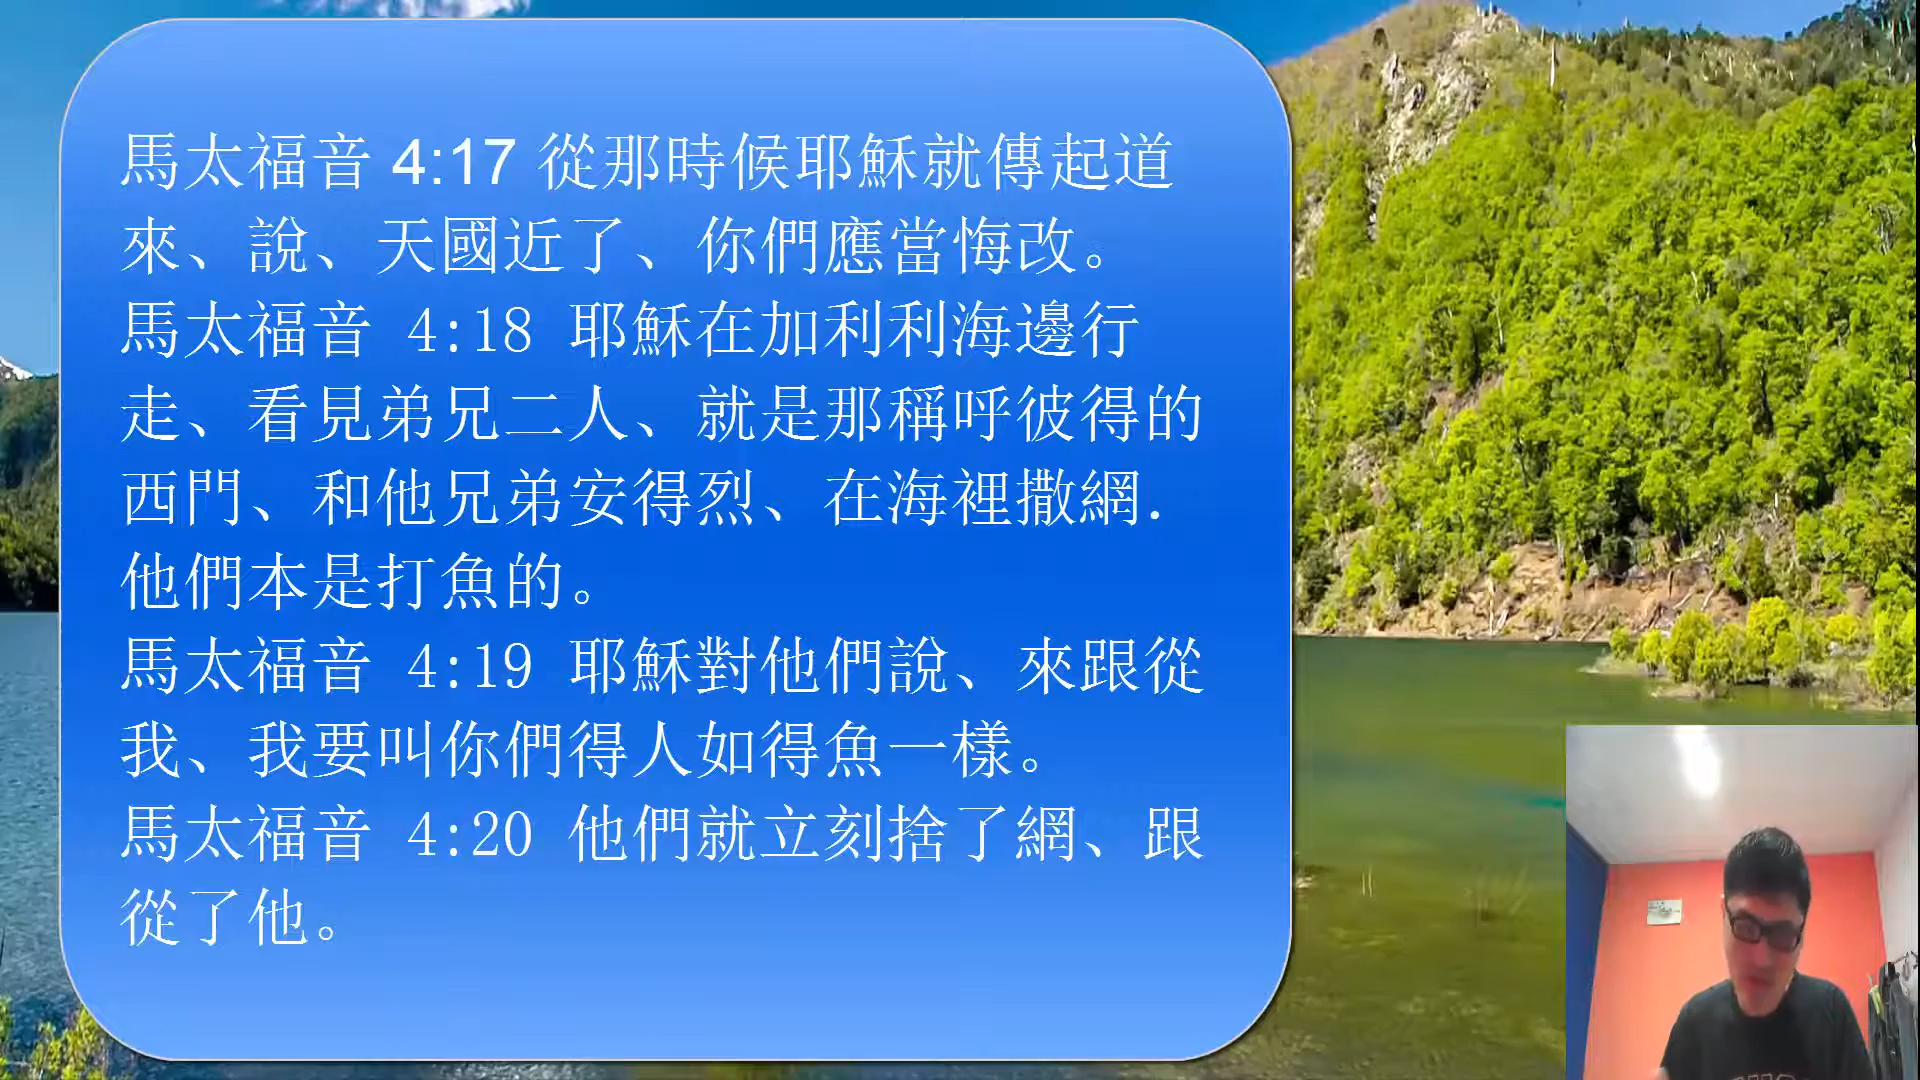 馬太福音 4:17 從那時候耶穌就傳起道
來、說、天國近了、你們應當悔改。
馬太福音 4:18 耶穌在加利利海邊行
走、看見弟兄二人、就是那稱呼彼得的
西門、和他兄弟安得烈、在海裡撒網．
他們本是打魚的。
馬太福音 4:19 耶穌對他們說、來跟從
我、我要叫你們得人如得魚一樣。
馬太福音 4:20 他們就立刻捨了網、跟
從了他。